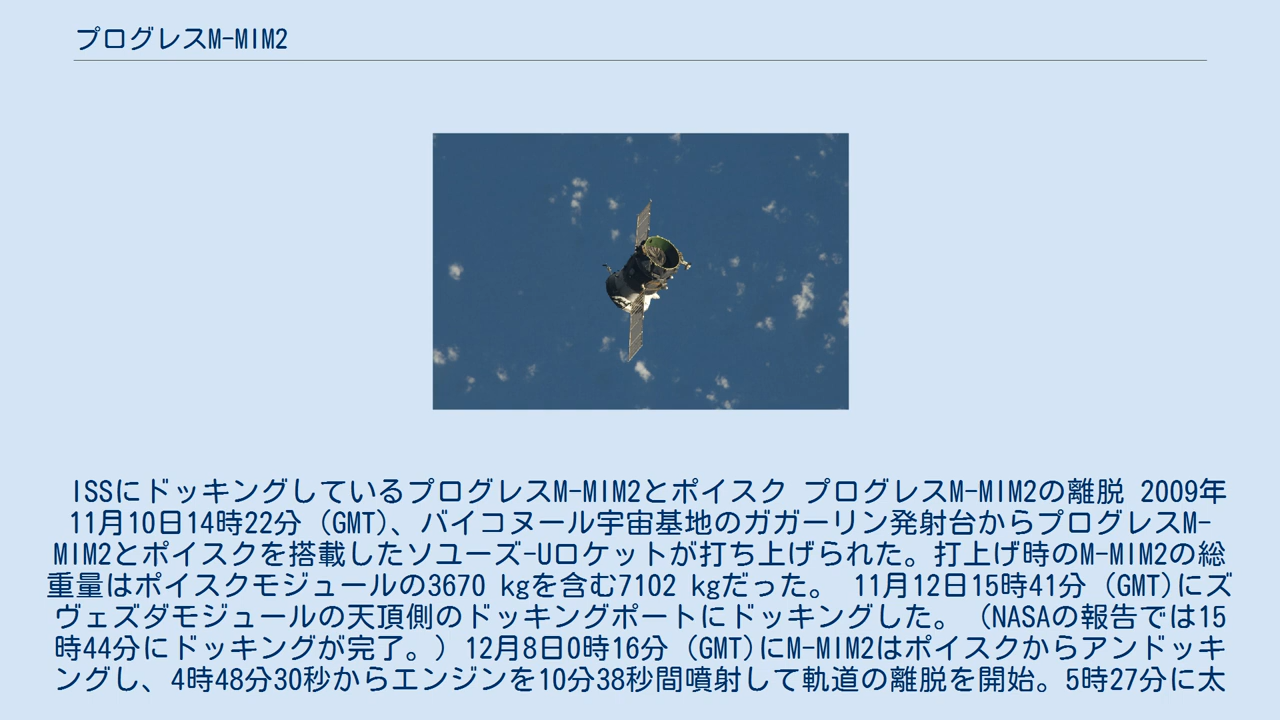 プログレスM-MIM2
ISSにドッキングしているプログレスM-MIM2とポイスク プログレスM-MIM2の離脱 2009年
11月10日14時22分 (GMT)、バイコヌール宇宙基地のガガーリン発射台からプログレスM-
MIM2とポイスクを搭載したソユーズ-Uロケットが打ち上げられた。打上げ時のM-MIM2の総
重量はポイスクモジュールの3670 kgを含む7102 kgだった。 11月12日15時41分 (GMT)にズ
ヴェズダモジュールの天頂側のドッキングポートにドッキングした。 （NASAの報告では15
時44分にドッキングが完了。）12月8日0時16分 (GMT)にM-MIM2はポイスクからアンドッキ
ングし、4時48分30秒からエンジンを10分38秒間噴射して軌道の離脱を開始。5時27分に太